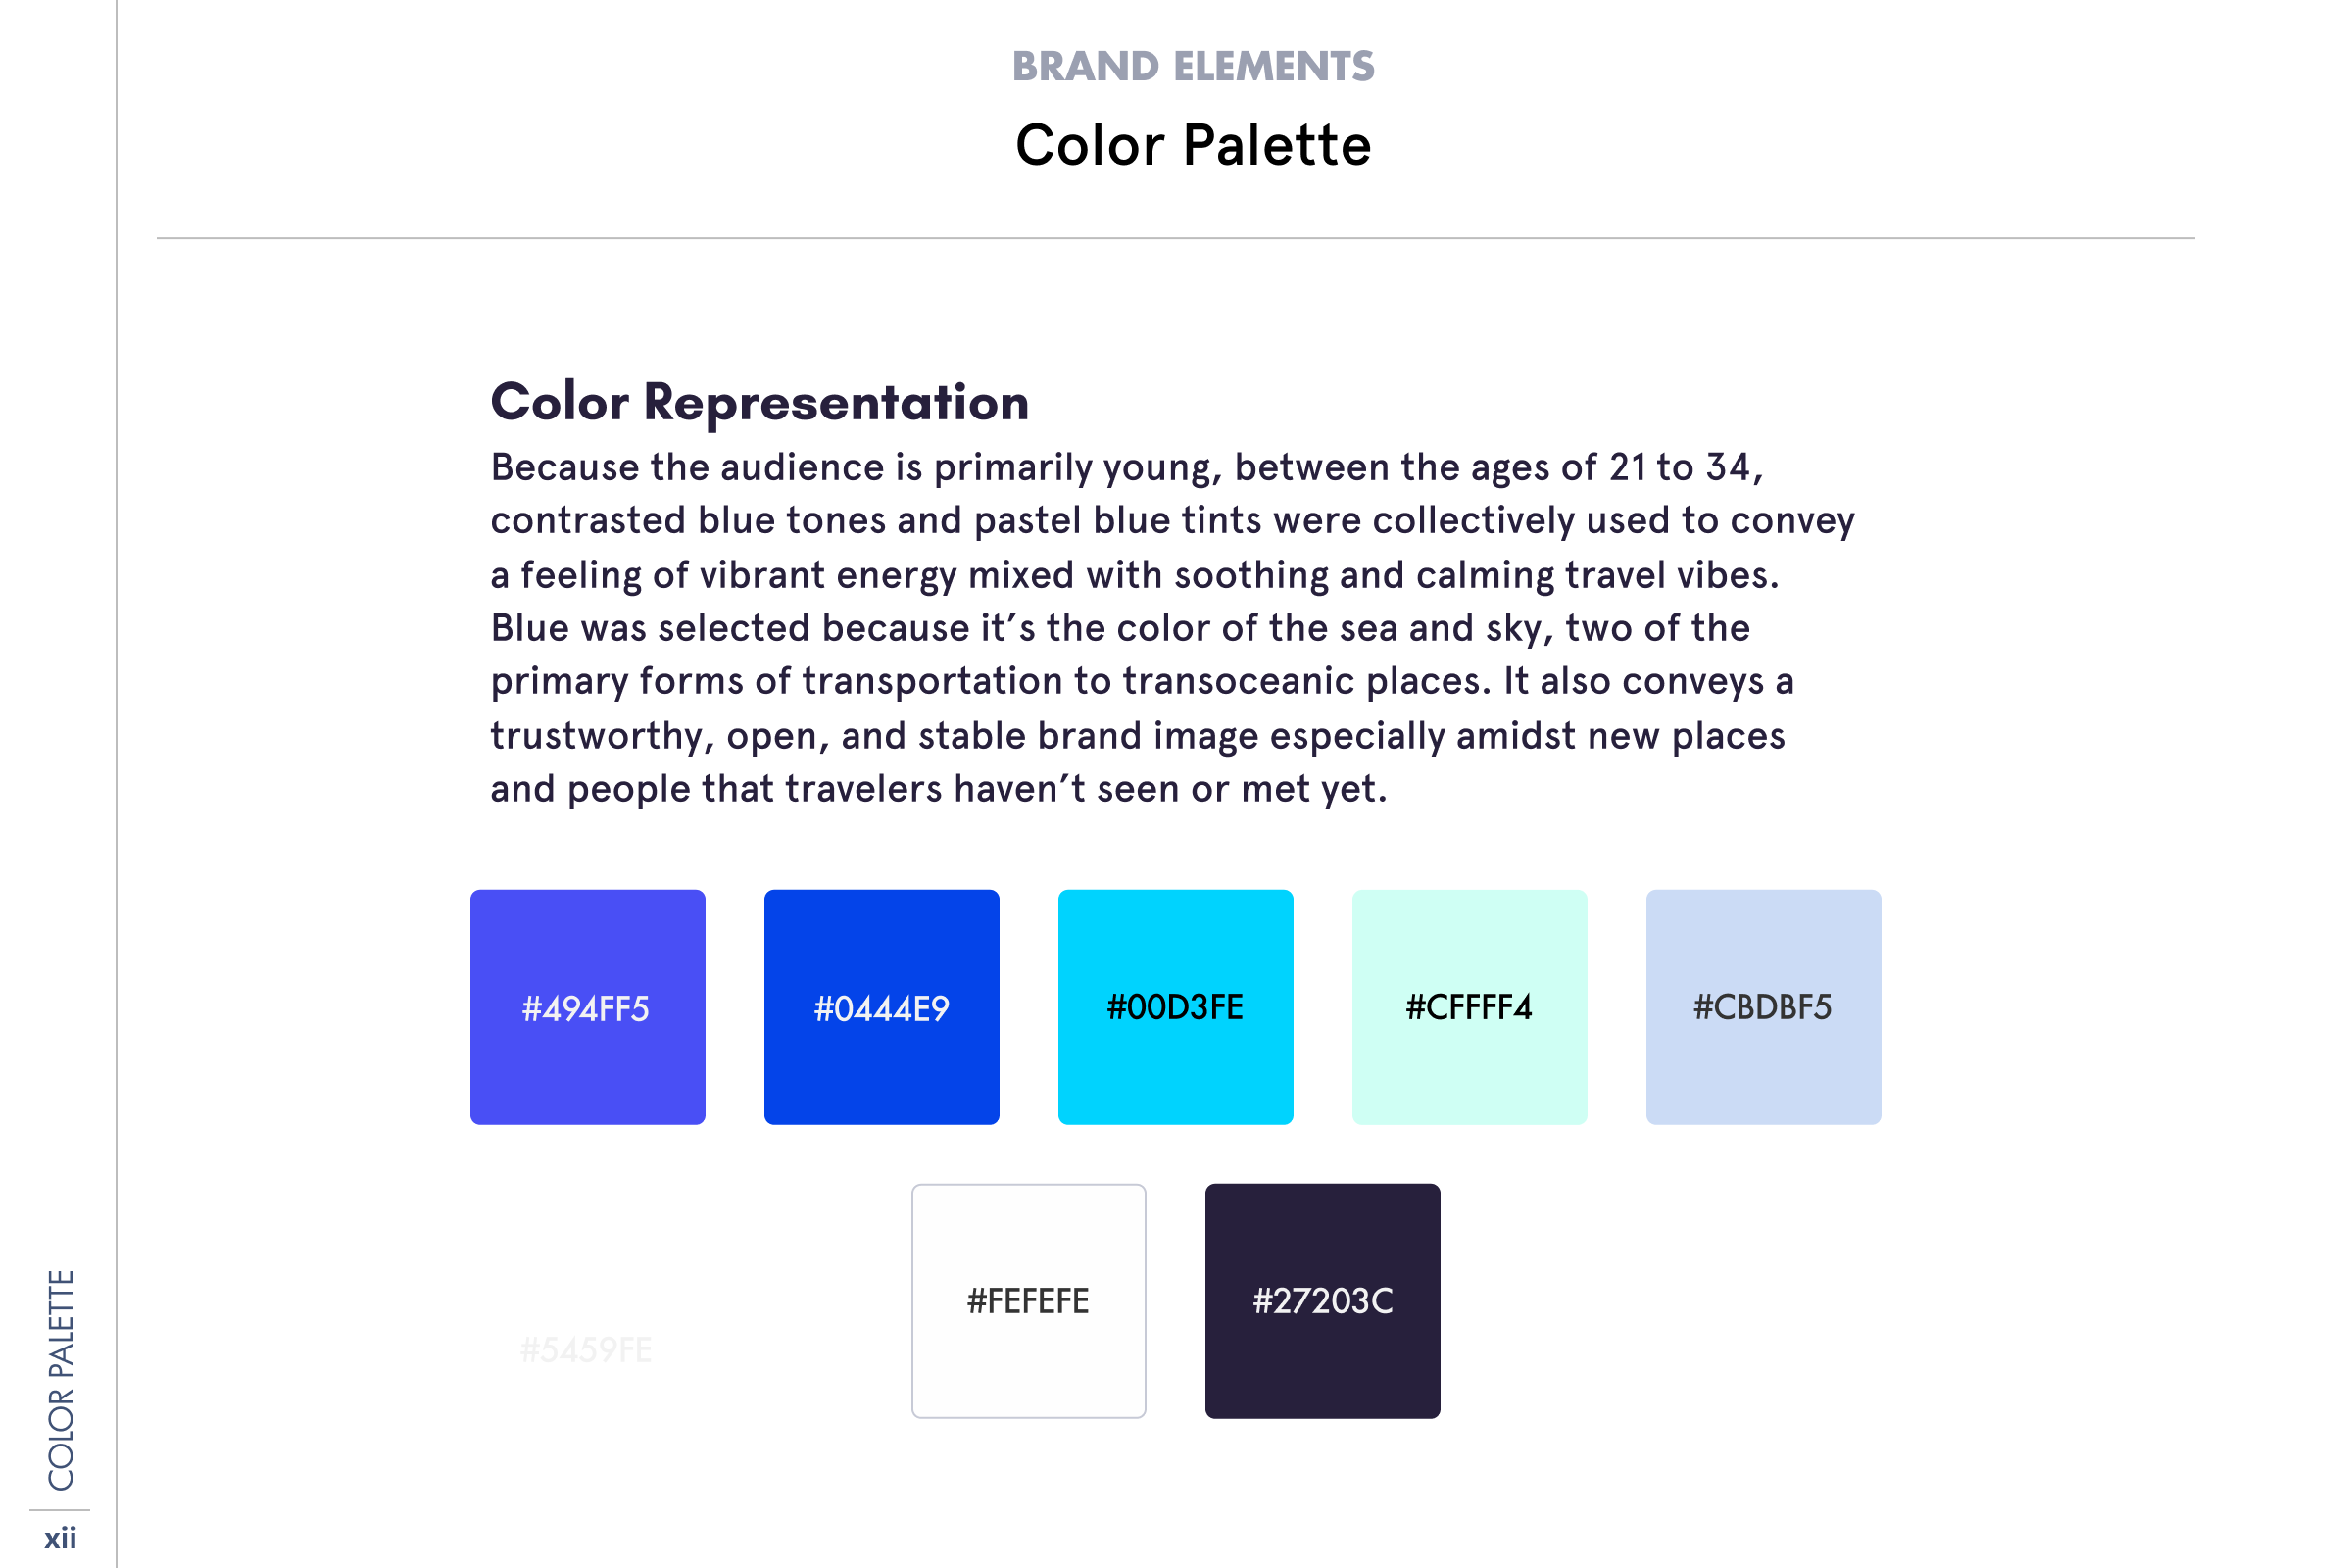 BRAND ELEMENTS
Color Palette
Color Representation
Because the audience is primarily young, between the ages of 21 to 34,
contrasted blue tones and pastel blue tints were collectively used to convey
a feeling of vibrant energy mixed with soothing and calming travel vibes.
Blue was selected because it’s the color of the sea and sky, two of the
primary forms of transportation to transoceanic places. It also conveys a
trustworthy, open, and stable brand image especially amidst new places
and people that travelers haven’t seen or met yet.
#494FF5
#0444E9
#00D3FE
#CFFFF4
#CBDBF5
#FEFEFE
#27203C
#5459FE
COLOR PALETTE
xii